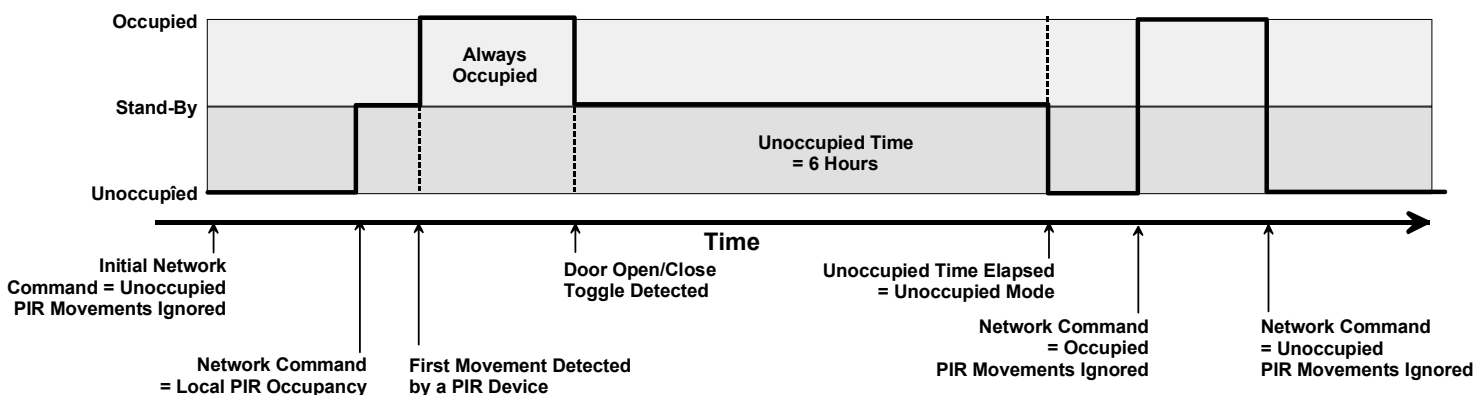 Occupied
Always
Occupied
Stand-By
Unoccupied Time
= 6 Hours
Unoccupîed
Time
Initial Network
Command = Unoccupied
PIR Movements Ignored
Door Open/Close
Toggle Detected
Unoccupied Time Elapsed
= Unoccupied Mode
Network Command
= Local PIR Occupancy
First Movement Detected
by a PIR Device
Network Command
= Occupied
PIR Movements Ignored
Network Command
= Unoccupied
PIR Movements Ignored